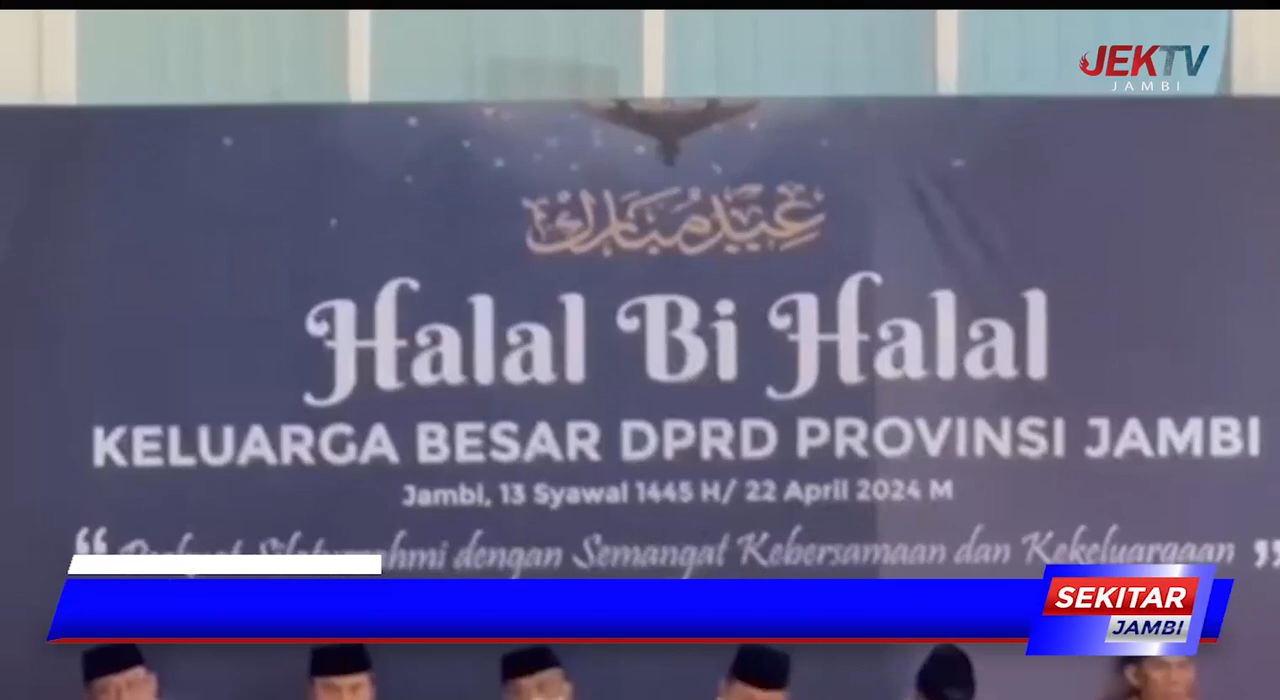 JEKTV
JAMBI
عيد مبارك
Halal Bi Halal
KELUARGA BESAR DPRD PROVINSI JAMBI
Jambi, 13 Syawal 1445 H/ 22 April 2024 M
“ dengan Semangat Kebersamaan dan Kekeluargaan ”
SEKITAR
JAMBI